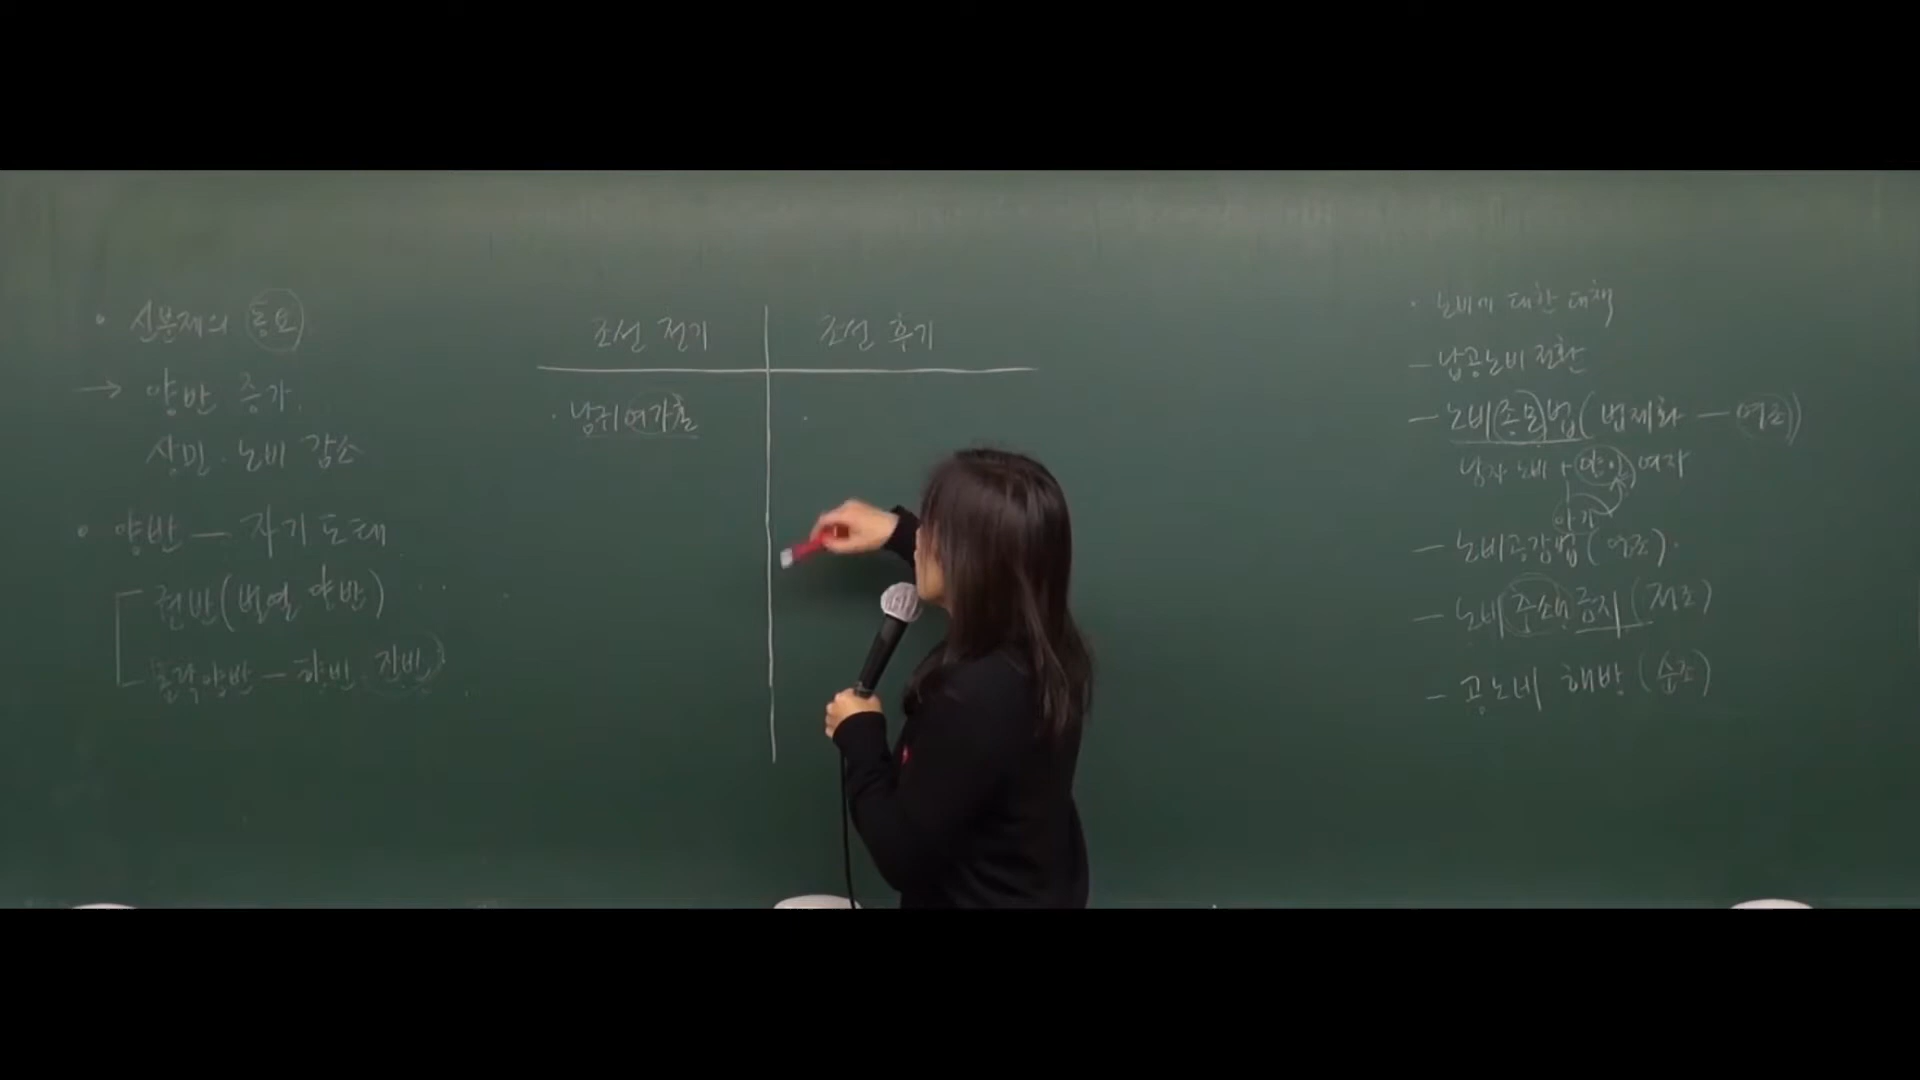 · 신분제의 동요
→ 양반 증가
상민·노비 감소
· 양반 — 자기 도태
권반(벌열 양반)
몰락양반 — 향반 잔반
조선 전기
조선 후기
· 남귀여가혼
·
· 노비에 대한 대책
— 납공노비 전환
— 노비종모법(법제화 — 영조)
남자 노비 + 양인 여자
아기
— 노비공감법(영조)
— 노비 추쇄 금지(정조)
— 공노비 해방(순조)